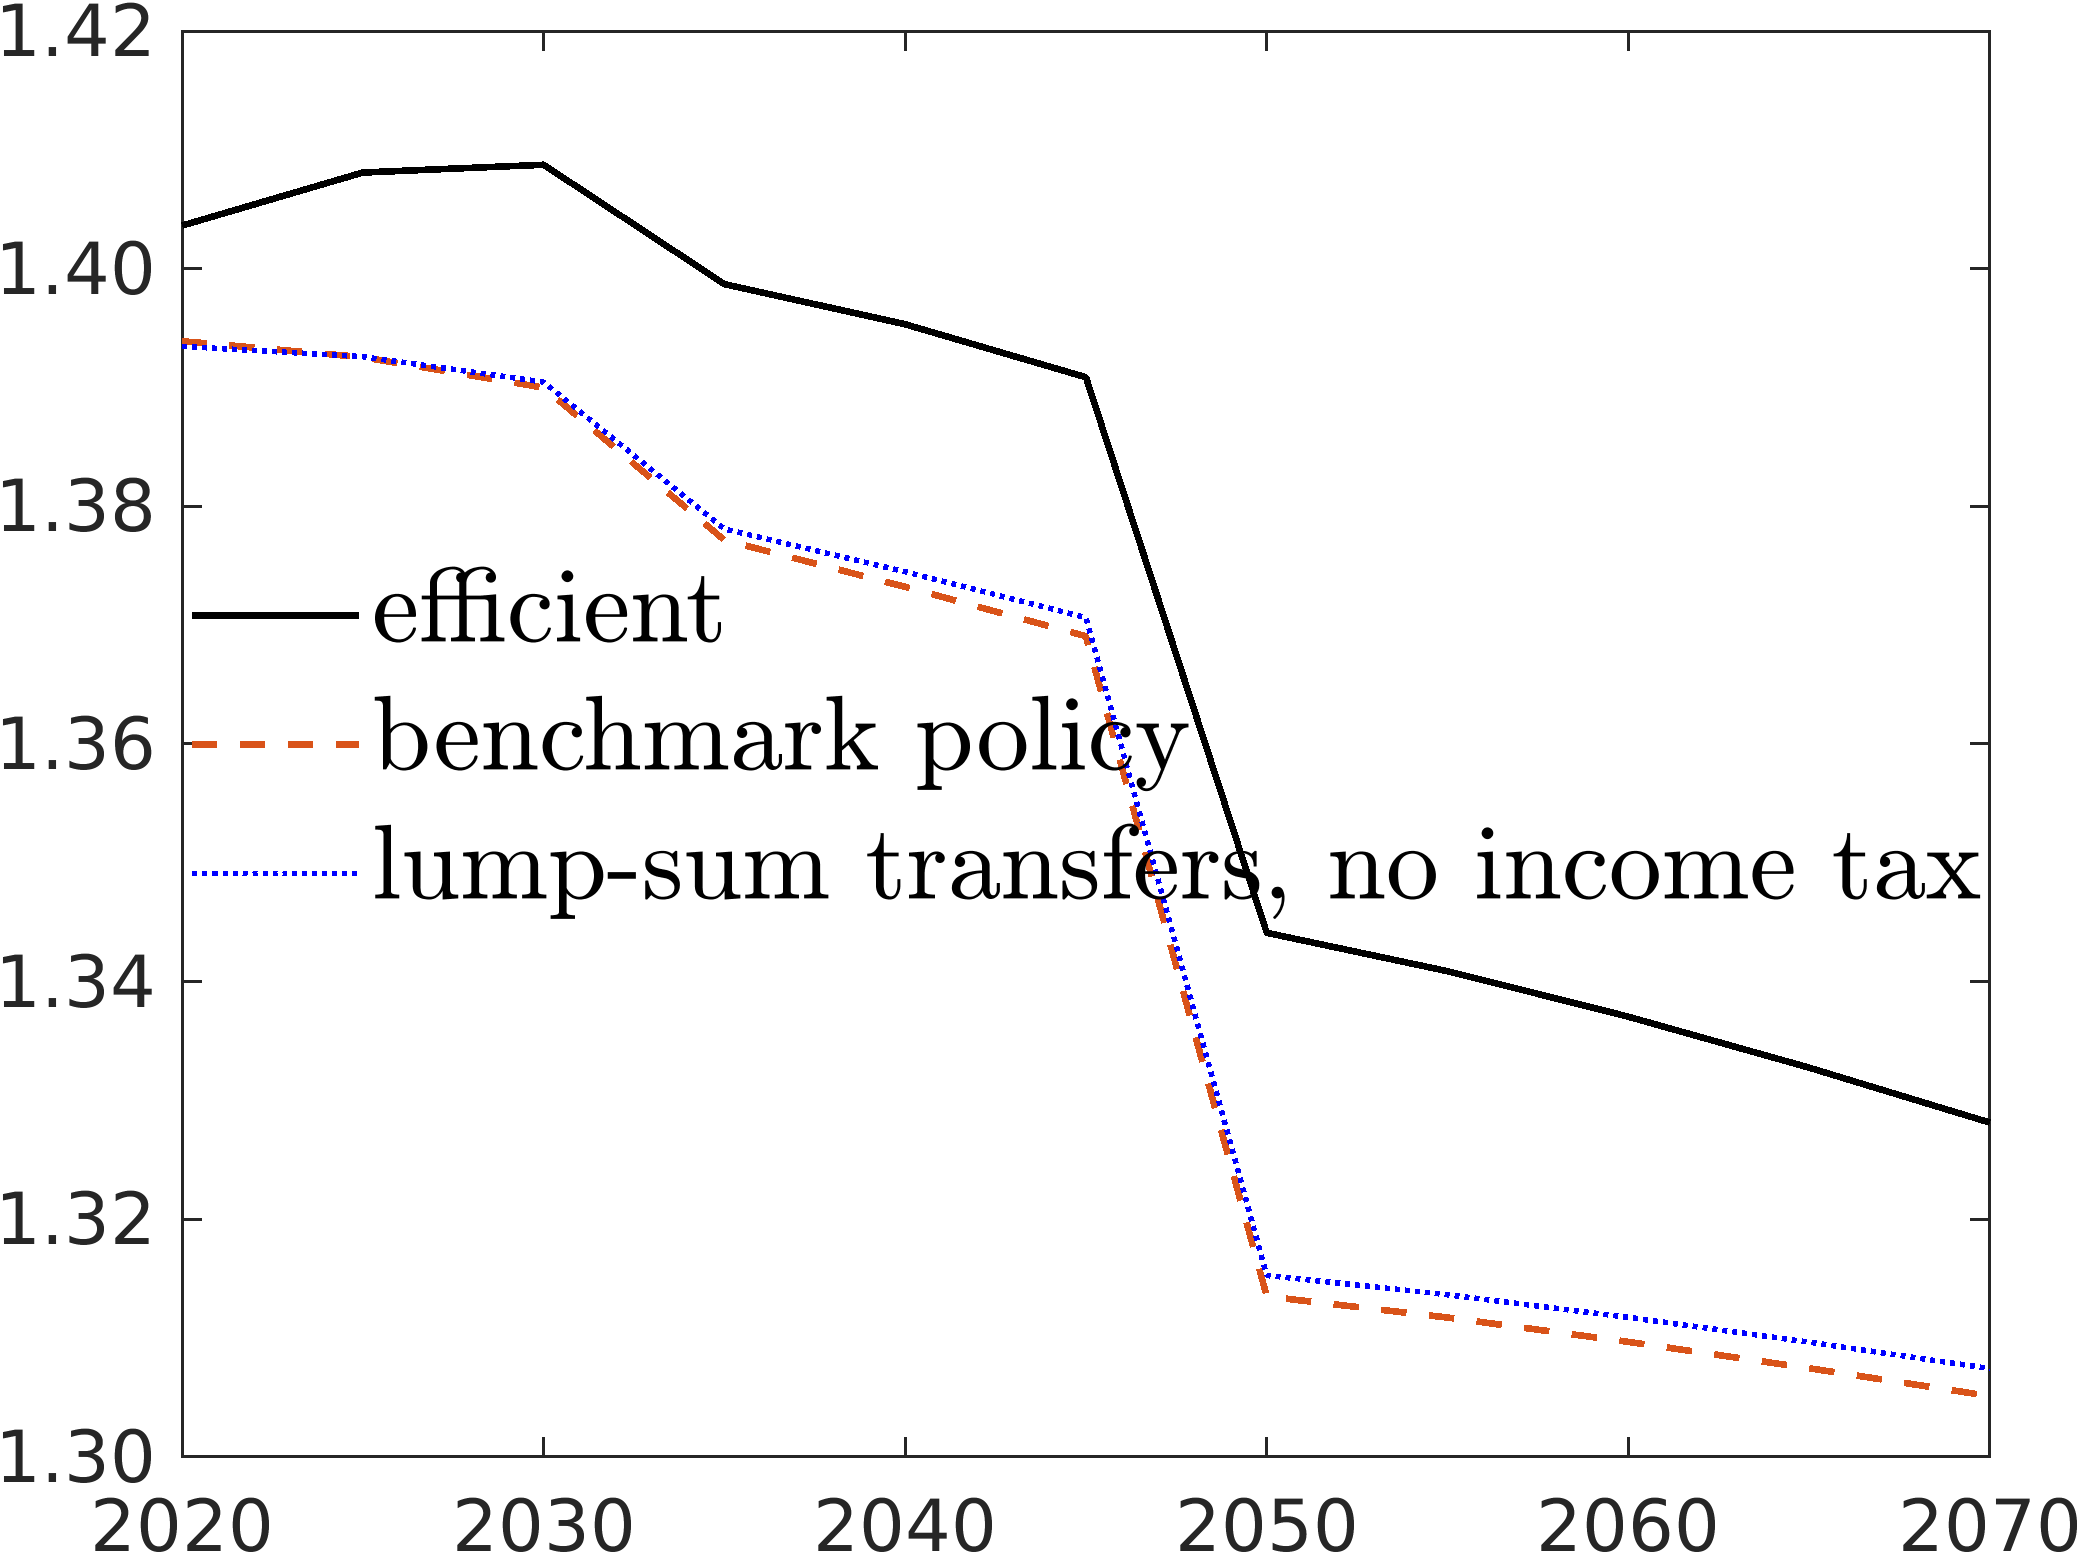 1.42
1.40
1.38
1.36
1.34
1.32
1.30
efficient
benchmark policy
lump-sum transfers, no income tax
2020 2030 2040 2050 2060 2070